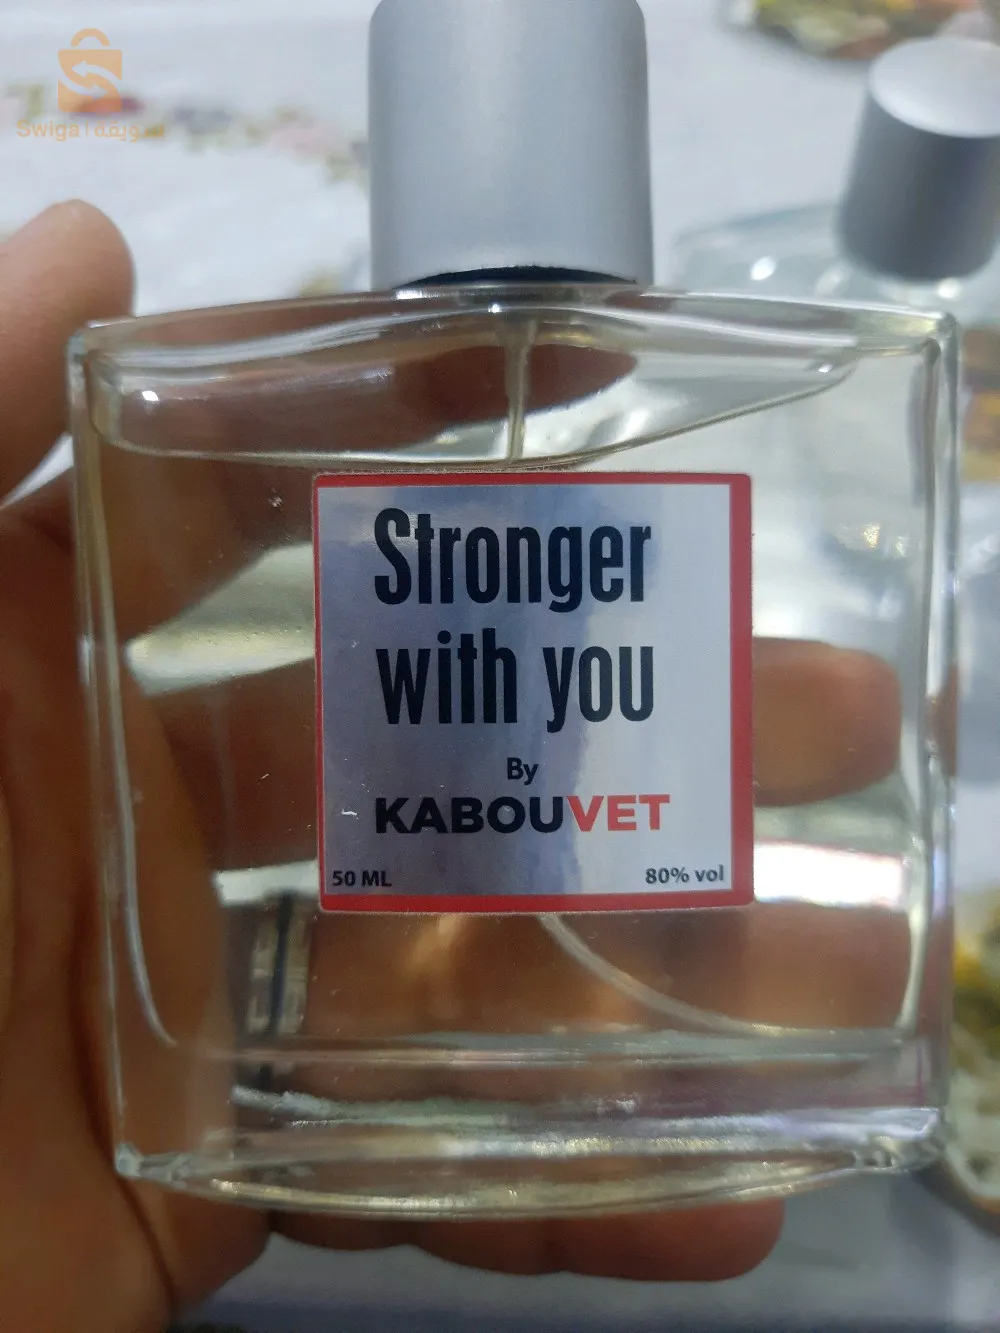 Swiga | سويقة
Stronger
with you
By
KABOUVET
50 ML 80% vol